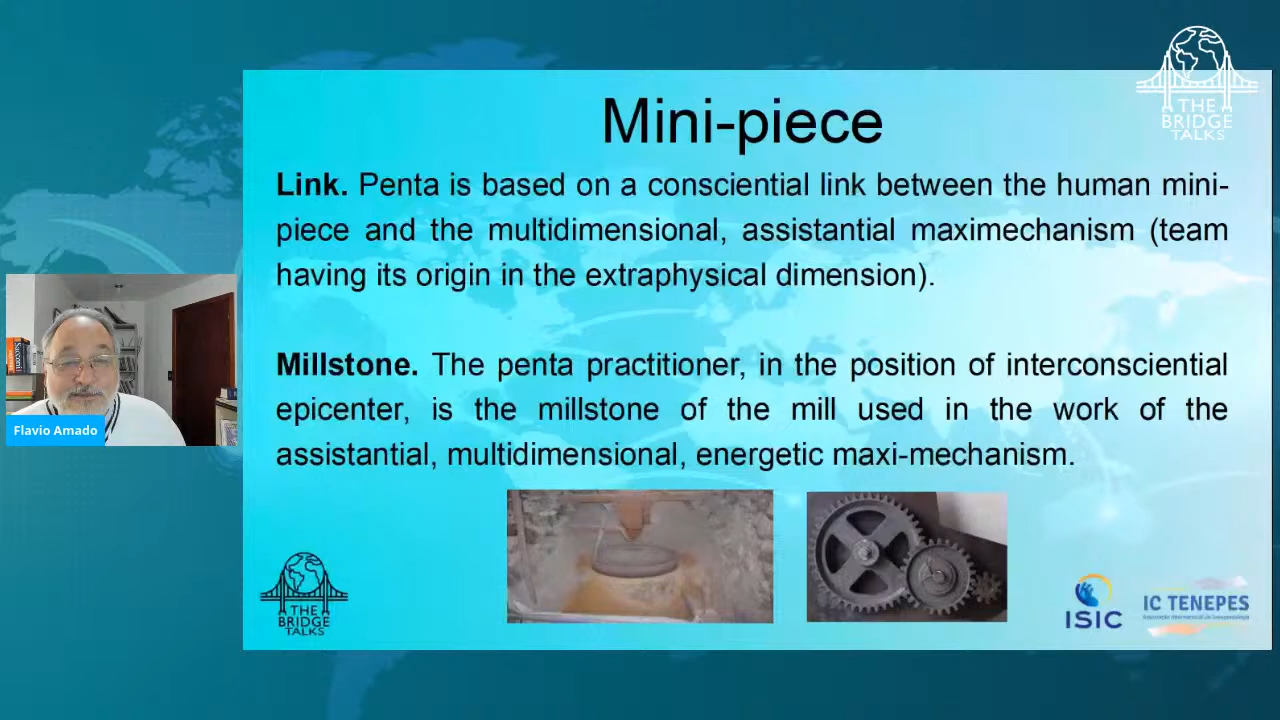 THE
BRIDGE
TALKS
Mini-piece
Link. Penta is based on a consciential link between the human mini-
piece and the multidimensional, assistantial maximechanism (team
having its origin in the extraphysical dimension).
Millstone. The penta practitioner, in the position of interconsciential
epicenter, is the millstone of the mill used in the work of the
assistantial, multidimensional, energetic maxi-mechanism.
Flavio Amado
THE
BRIDGE
TALKS
ISIC
IC TENEPES